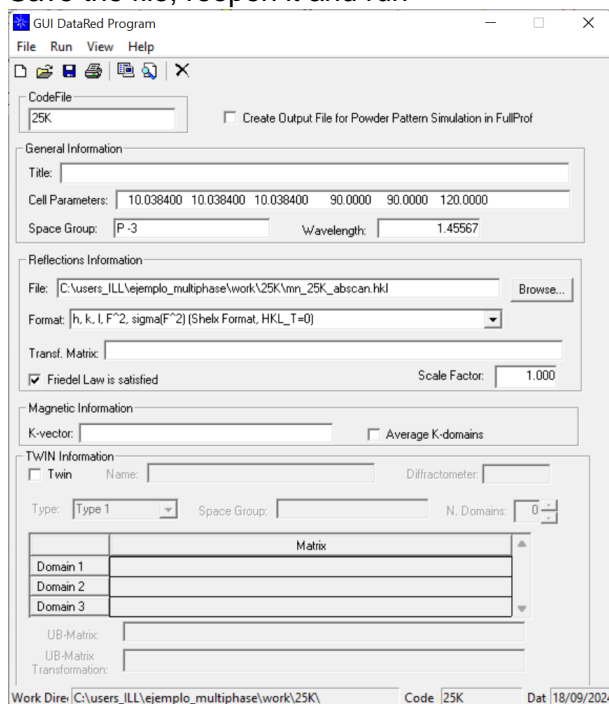 Save the file, reopen it and run
GUI DataRed Program
File Run View Help
CodeFile
25K
Create Output File for Powder Pattern Simulation in FullProf
General Information
Title:
Cell Parameters: 10.038400 10.038400 10.038400 90.0000 90.0000 120.0000
Space Group: P -3 Wavelength: 1.45567
Reflections Information
File: C:\users_ILL\ejemplo_multiphase\work\25K\mn_25K_abscan.hkl Browse...
Format: h, k, l, F^2, sigma(F^2) (Shelx Format, HKL_T=0)
Transf. Matrix:
Friedel Law is satisfied Scale Factor: 1.000
Magnetic Information
K-vector: Average K-domains
TWIN Information
Twin Name: Diffractometer:
Type: Type 1 Space Group: N. Domains: 0
Matrix
Domain 1
Domain 2
Domain 3
UB-Matrix:
UB-Matrix
Transformation:
Work Dire C:\users_ILL\ejemplo_multiphase\work\25K\ Code 25K Dat 18/09/2024